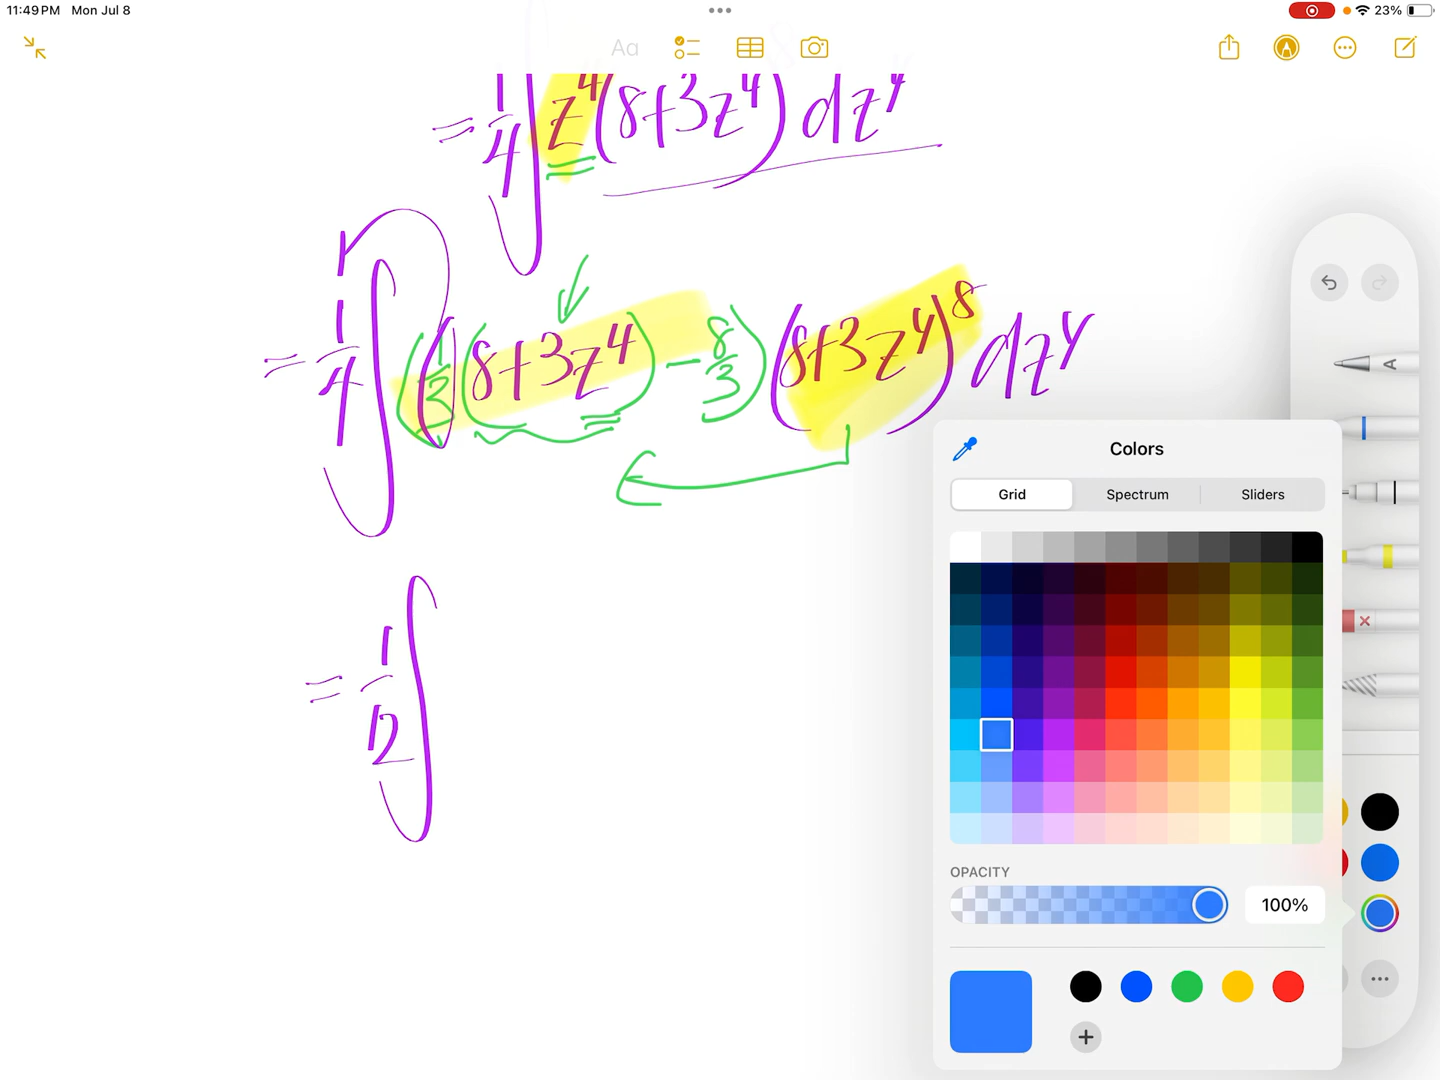 11:49 PM Mon Jul 8
23%
Aa
= 1/4 ∫ z⁴(8+3z⁴) dz⁴
= 1/4 ∫ (1/3(8+3z⁴) - 8/3)(8+3z⁴)⁸ dz⁴
= 1/12 ∫
A
Colors
Grid Spectrum Sliders
OPACITY
100%